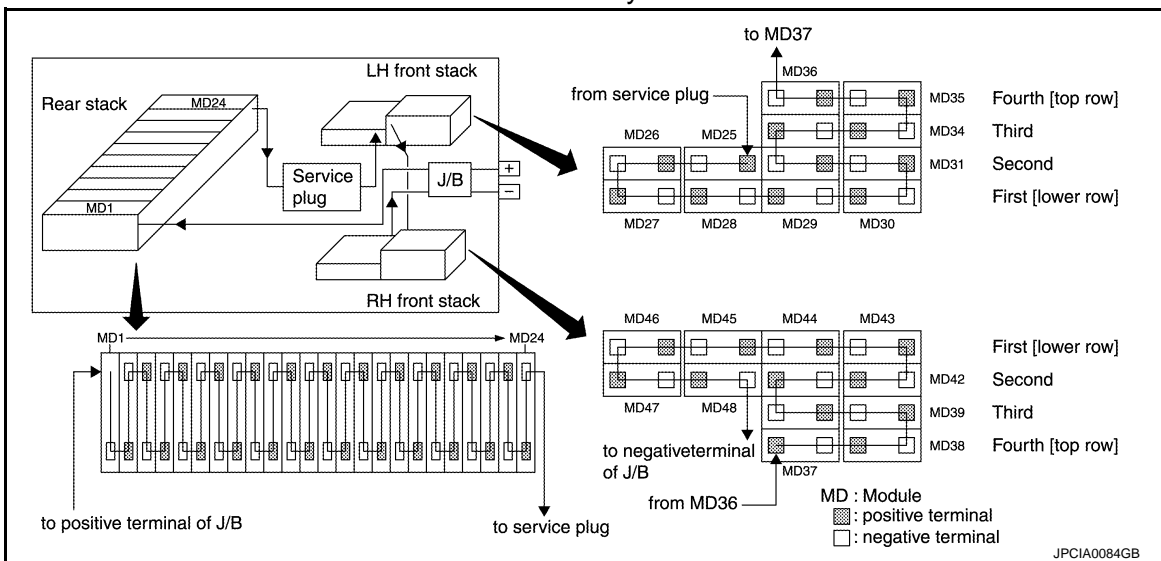 to MD37
LH front stack
Rear stack
MD24
Service
plug
J/B
+
−
MD1
RH front stack
MD36
from service plug
MD35 Fourth [top row]
MD34 Third
MD26 MD25
MD31 Second
First [lower row]
MD27 MD28 MD29 MD30
MD1 MD24
to positive terminal of J/B
to service plug
MD46 MD45 MD44 MD43
First [lower row]
MD42 Second
MD47 MD48
MD39 Third
to negativeterminal
of J/B
MD38 Fourth [top row]
MD37
from MD36
MD : Module
: positive terminal
: negative terminal
JPCIA0084GB